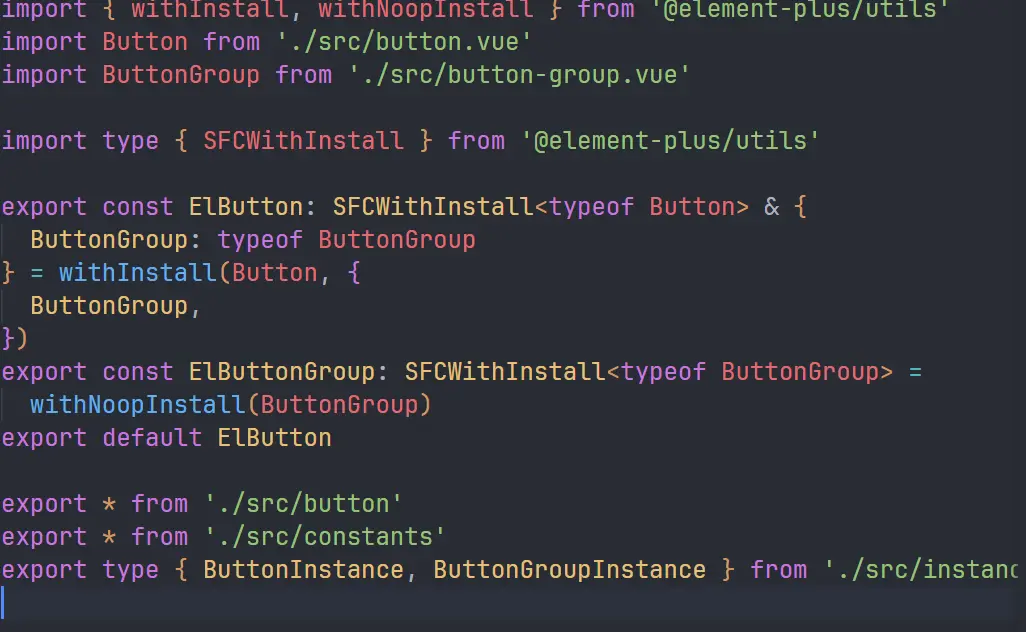 import { withInstall, withNoopInstall } from '@element-plus/utils'
import Button from './src/button.vue'
import ButtonGroup from './src/button-group.vue'
import type { SFCWithInstall } from '@element-plus/utils'
export const ElButton: SFCWithInstall<typeof Button> & {
ButtonGroup: typeof ButtonGroup
} = withInstall(Button, {
ButtonGroup,
})
export const ElButtonGroup: SFCWithInstall<typeof ButtonGroup> =
withNoopInstall(ButtonGroup)
export default ElButton
export * from './src/button'
export * from './src/constants'
export type { ButtonInstance, ButtonGroupInstance } from './src/instanc